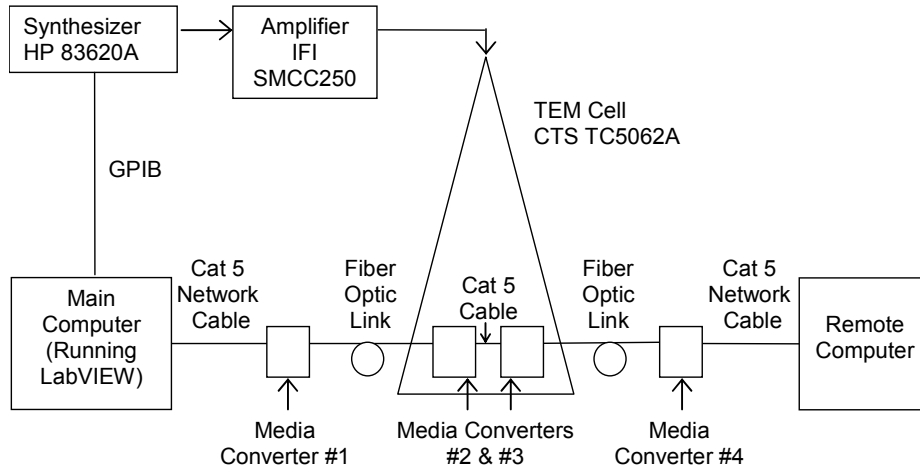 Synthesizer
HP 83620A
Amplifier
IFI
SMCC250
TEM Cell
CTS TC5062A
GPIB
Main
Computer
(Running
LabVIEW)
Cat 5
Network
Cable
Fiber
Optic
Link
Cat 5
Cable
Fiber
Optic
Link
Cat 5
Network
Cable
Remote
Computer
Media
Converter #1
Media Converters
#2 & #3
Media
Converter #4